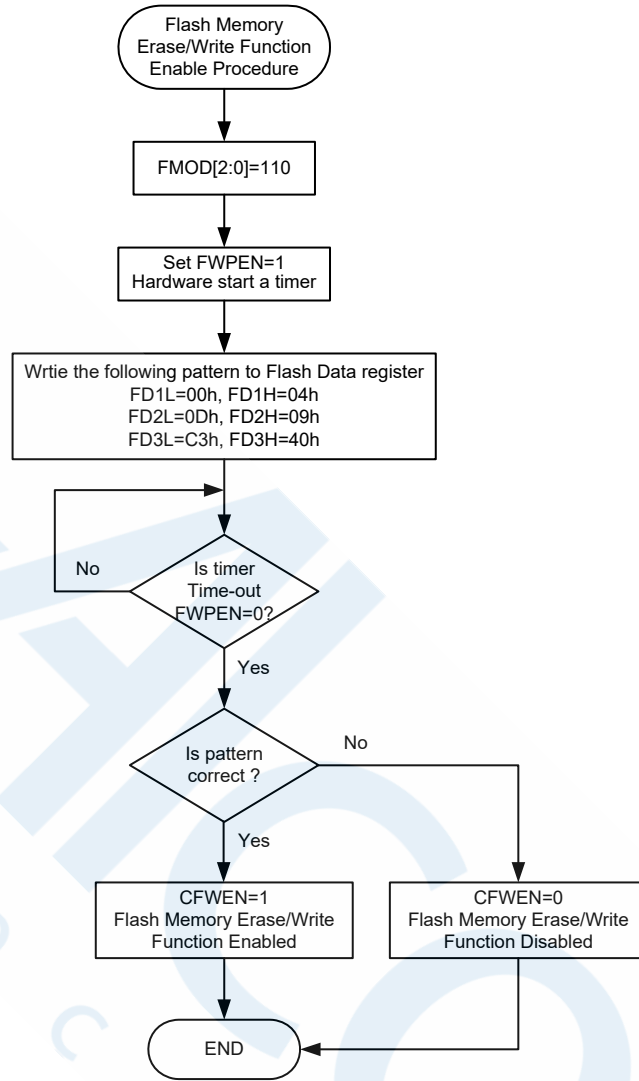 Flash Memory
Erase/Write Function
Enable Procedure
FMOD[2:0]=110
Set FWPEN=1
Hardware start a timer
Wrtie the following pattern to Flash Data register
FD1L=00h, FD1H=04h
FD2L=0Dh, FD2H=09h
FD3L=C3h, FD3H=40h
No
Is timer
Time-out
FWPEN=0?
Yes
Is pattern
correct ?
No
Yes
CFWEN=1
Flash Memory Erase/Write
Function Enabled
CFWEN=0
Flash Memory Erase/Write
Function Disabled
END